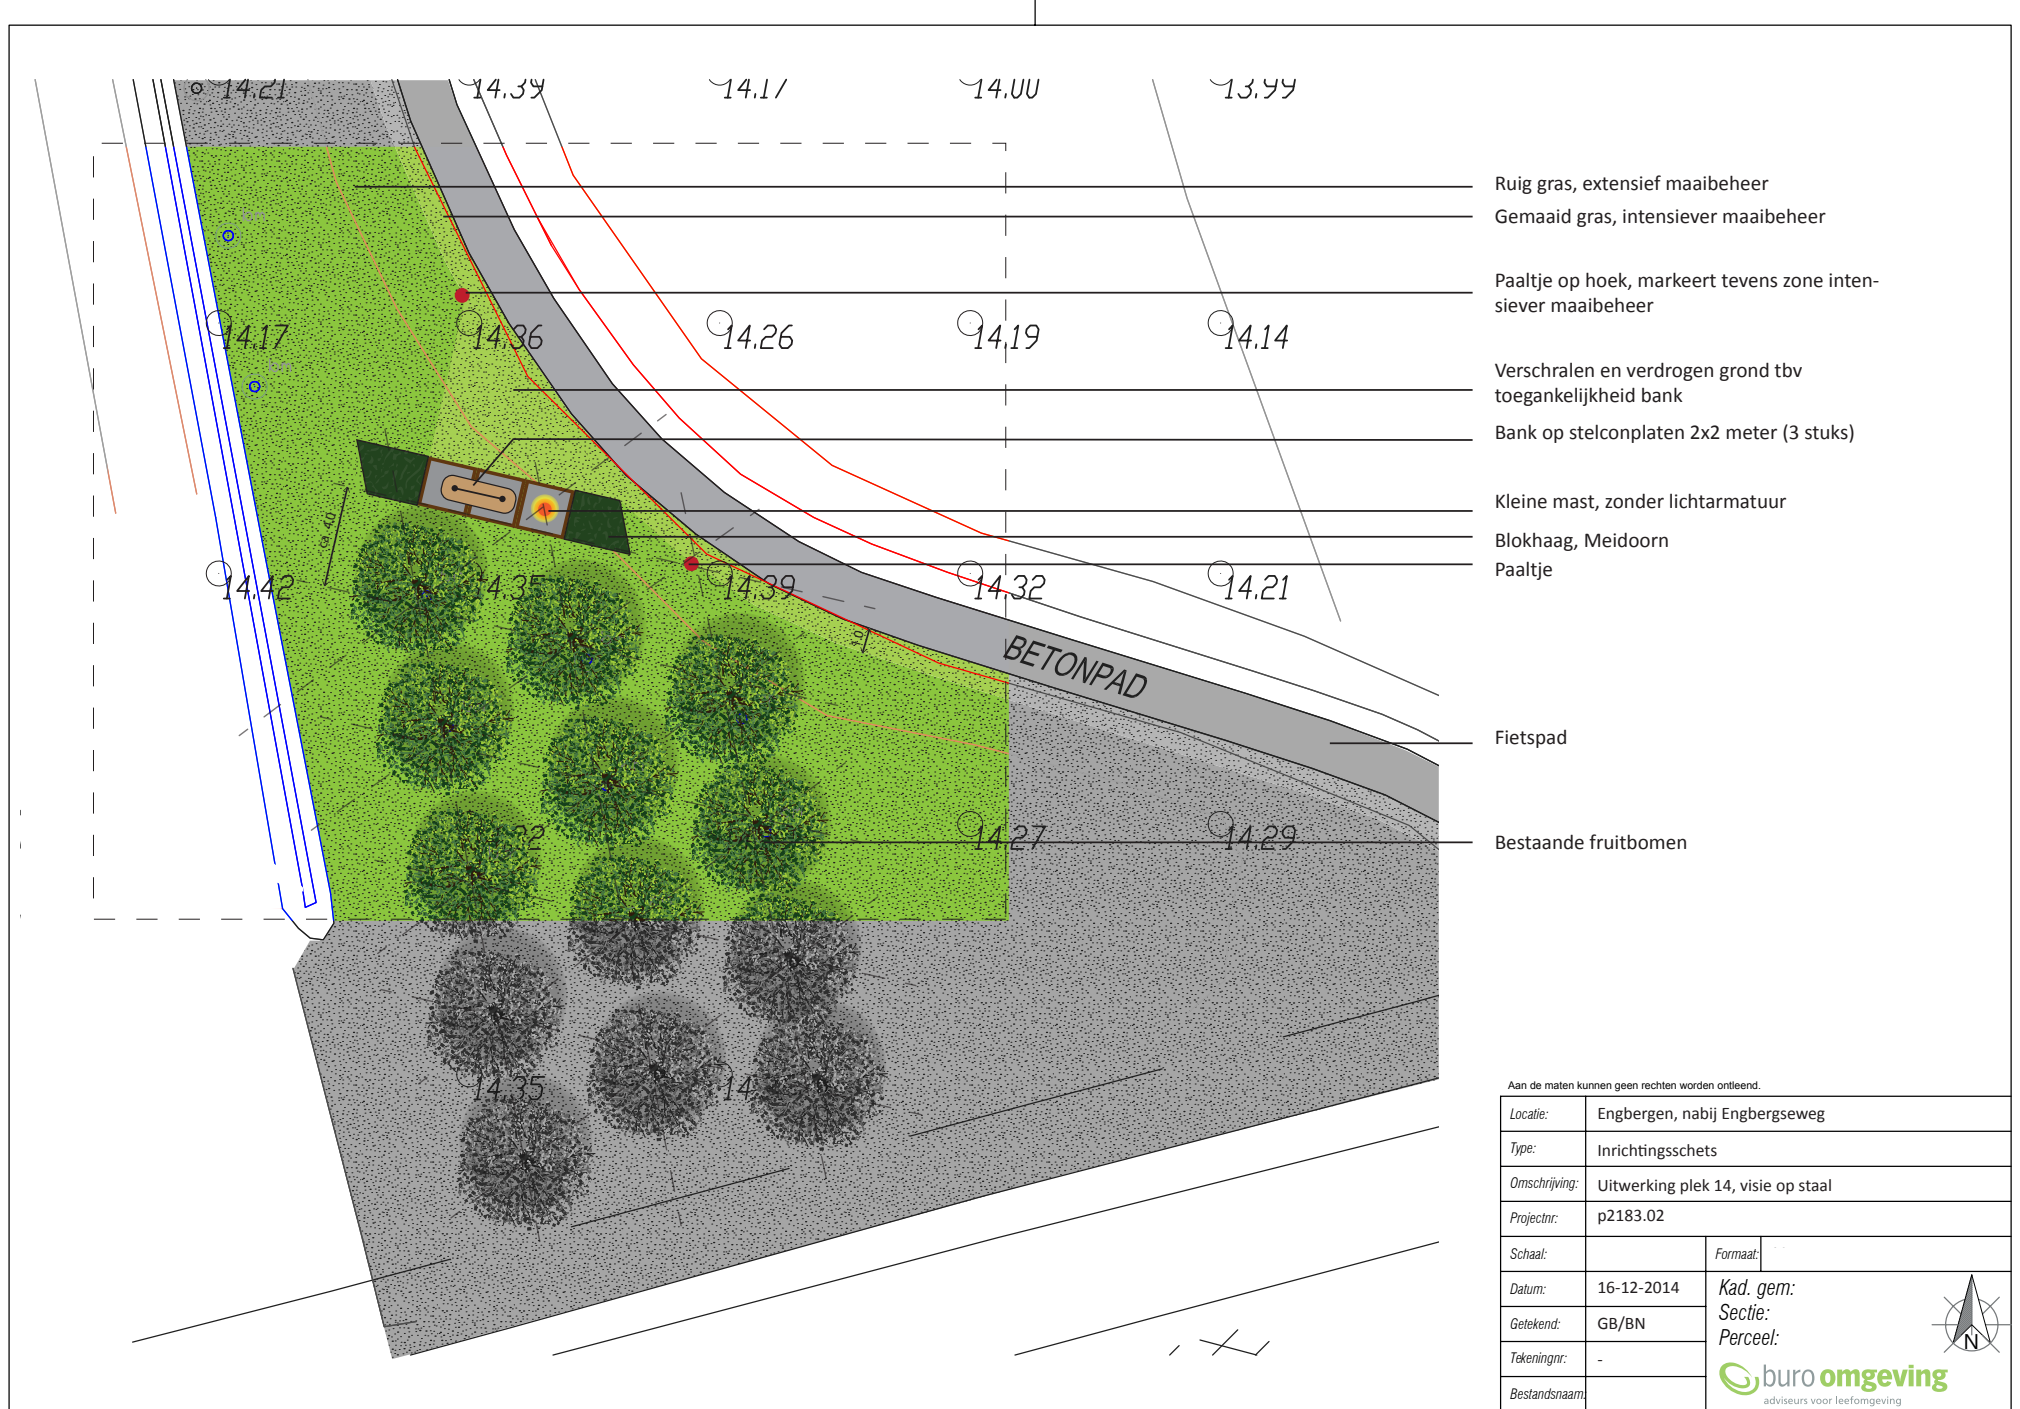 14.21
14.39
14.17
14.00
13.99
Ruig gras, extensief maaibeheer
Gemaaid gras, intensiever maaibeheer
Paaltje op hoek, markeert tevens zone inten-
siever maaibeheer
14.17
14.36
14.26
14.19
14.14
Verschralen en verdrogen grond tbv
toegankelijkheid bank
Bank op stelconplaten 2x2 meter (3 stuks)
Kleine mast, zonder lichtarmatuur
ca 4.0
Blokhaag, Meidoorn
Paaltje
14.42
14.35
14.39
14.32
14.21
4.0
BETONPAD
Fietspad
14.27
14.29
Bestaande fruitbomen
14.35
14.
Aan de maten kunnen geen rechten worden ontleend.
Locatie: Engbergen, nabij Engbergseweg
Type: Inrichtingsschets
Omschrijving: Uitwerking plek 14, visie op staal
Projectnr: p2183.02
Schaal: Formaat:
Datum: 16-12-2014
Kad. gem:
Sectie:
Perceel:
Getekend: GB/BN
Tekeningnr: -
Bestandsnaam:
N
buro omgeving
adviseurs voor leefomgeving